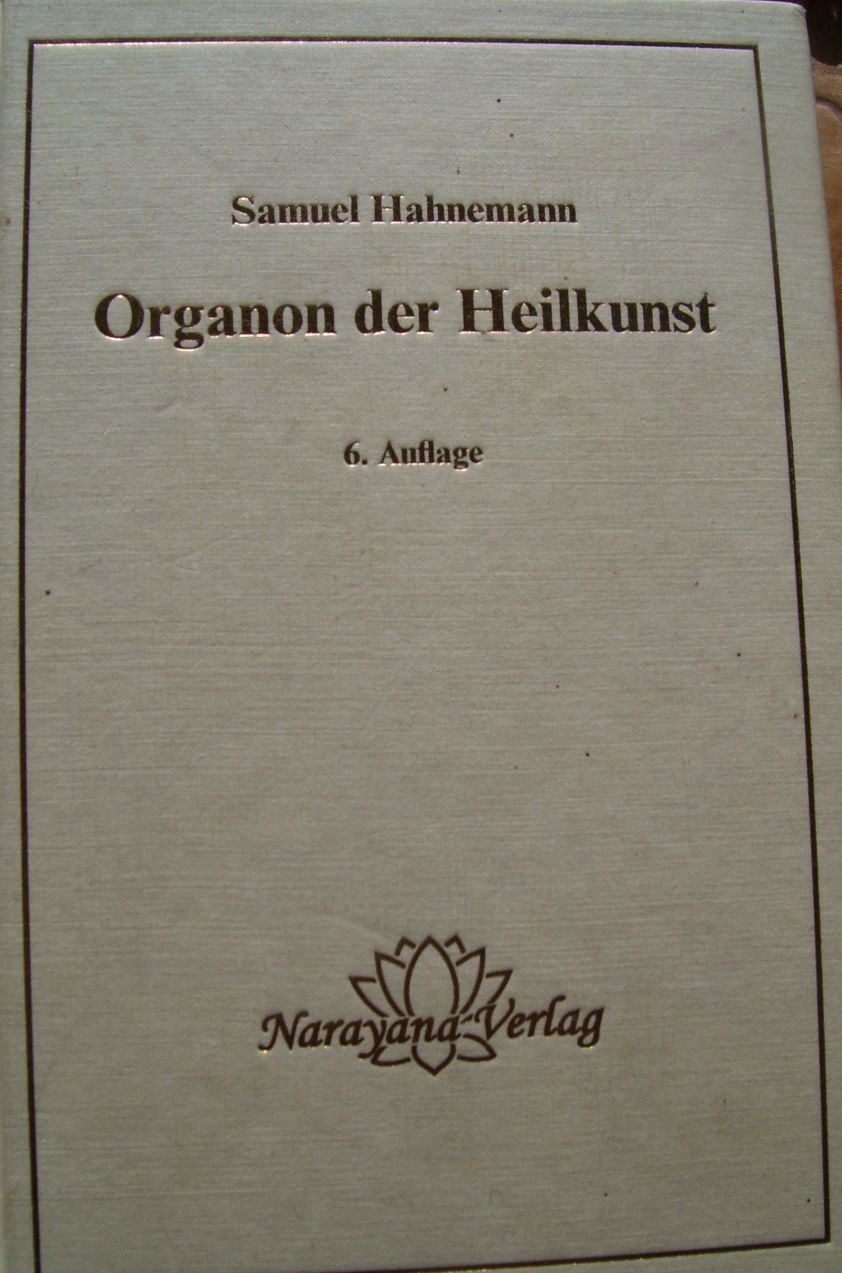 Samuel Hahnemann
Organon der Heilkunst
6. Auflage
Narayana-Verlag